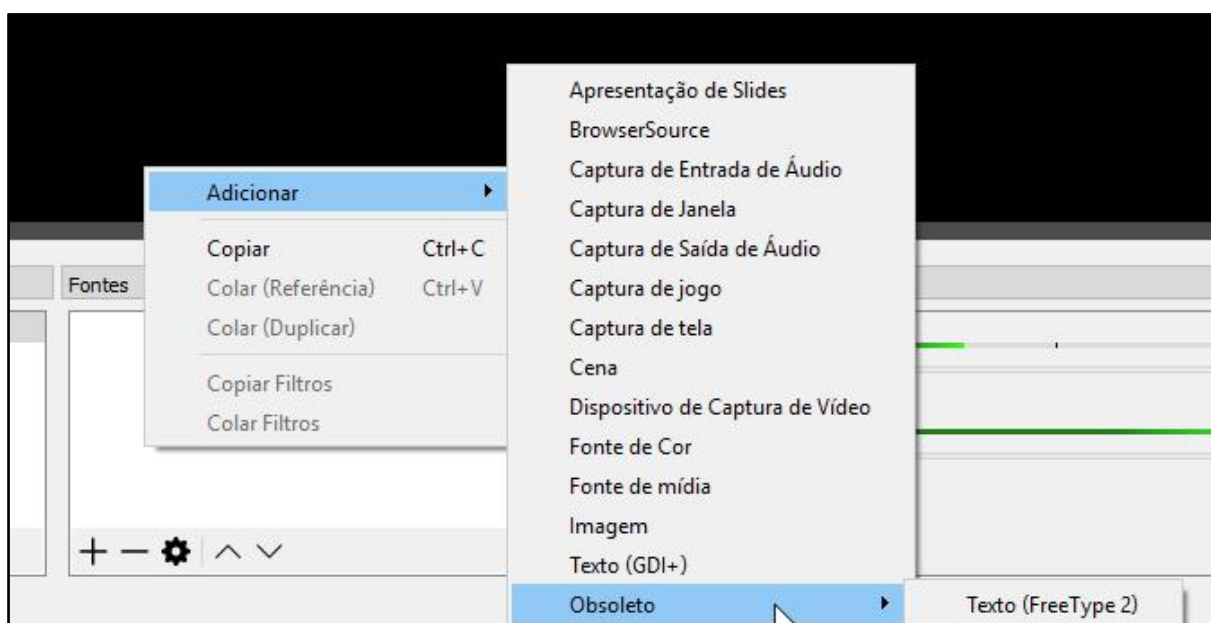 Fontes
Adicionar
Copiar Ctrl+C
Colar (Referência) Ctrl+V
Colar (Duplicar)
Copiar Filtros
Colar Filtros
Apresentação de Slides
BrowserSource
Captura de Entrada de Áudio
Captura de Janela
Captura de Saída de Áudio
Captura de jogo
Captura de tela
Cena
Dispositivo de Captura de Vídeo
Fonte de Cor
Fonte de mídia
Imagem
Texto (GDI+)
Obsoleto
Texto (FreeType 2)